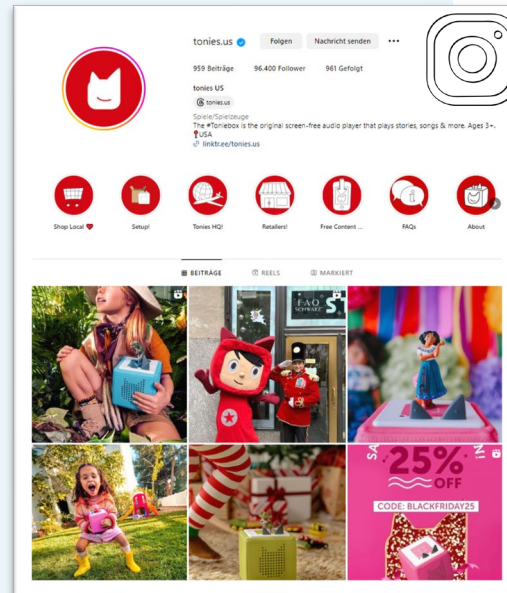 tonies.us
Folgen
Nachricht senden
959 Beiträge
96.400 Follower
961 Gefolgt
tonies US
tonies.us
Spiele/Spielzeuge
The #Toniebox is the original screen-free audio player that plays stories, songs & more. Ages 3+.
USA
linktr.ee/tonies.us
Shop Local
Setup!
Tonies HQ!
Retailers!
Free Content ...
FAQs
About
BEITRÄGE
REELS
MARKIERT
FAO
SCHWARZ
25%
OFF
CODE: BLACKFRIDAY25